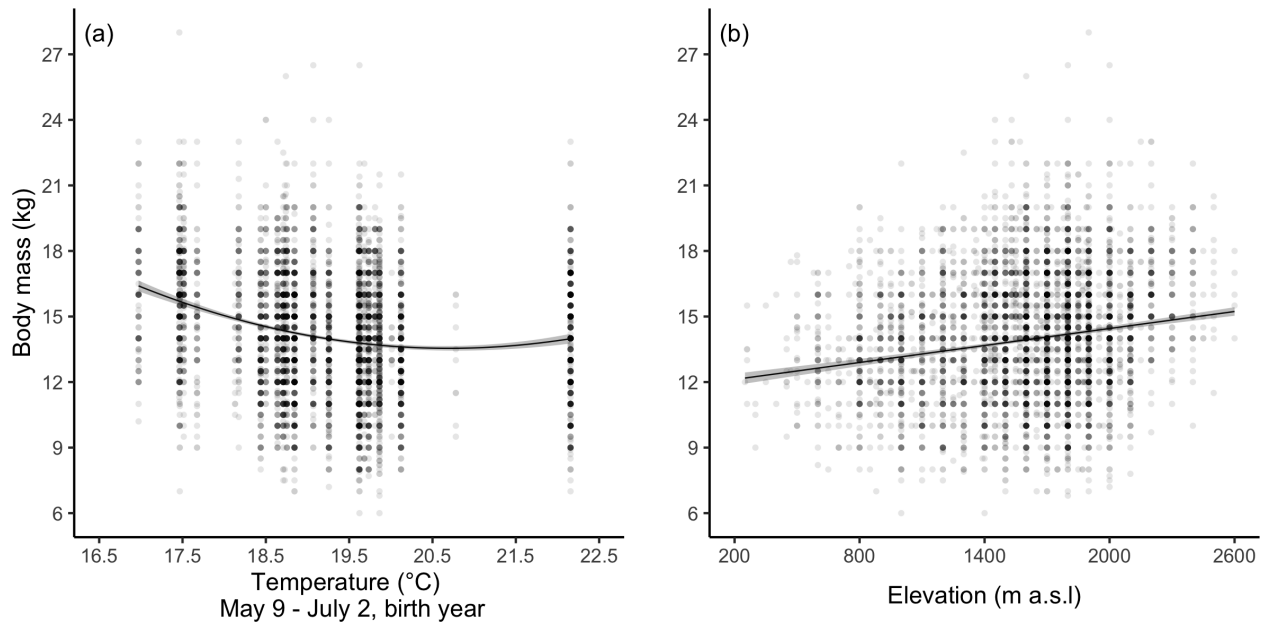 (a)
27
24
21
18
15
12
9
6
Body mass (kg)
16.5 17.5 18.5 19.5 20.5 21.5 22.5
Temperature (°C)
May 9 - July 2, birth year
(b)
27
24
21
18
15
12
9
6
200 800 1400 2000 2600
Elevation (m a.s.l)